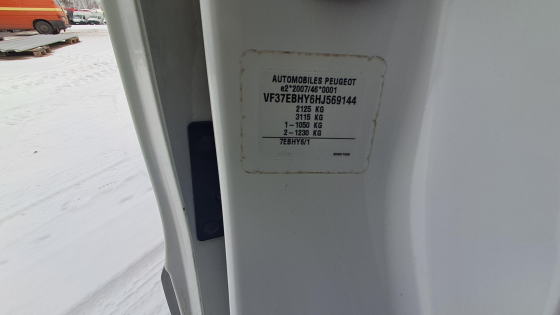 AUTOMOBILES PEUGEOT
e2*2007/46*0001
VF37EBHY6HJ569144
2125 KG
3115 KG
1-1050 KG
2-1230 KG
7EBHY6/1